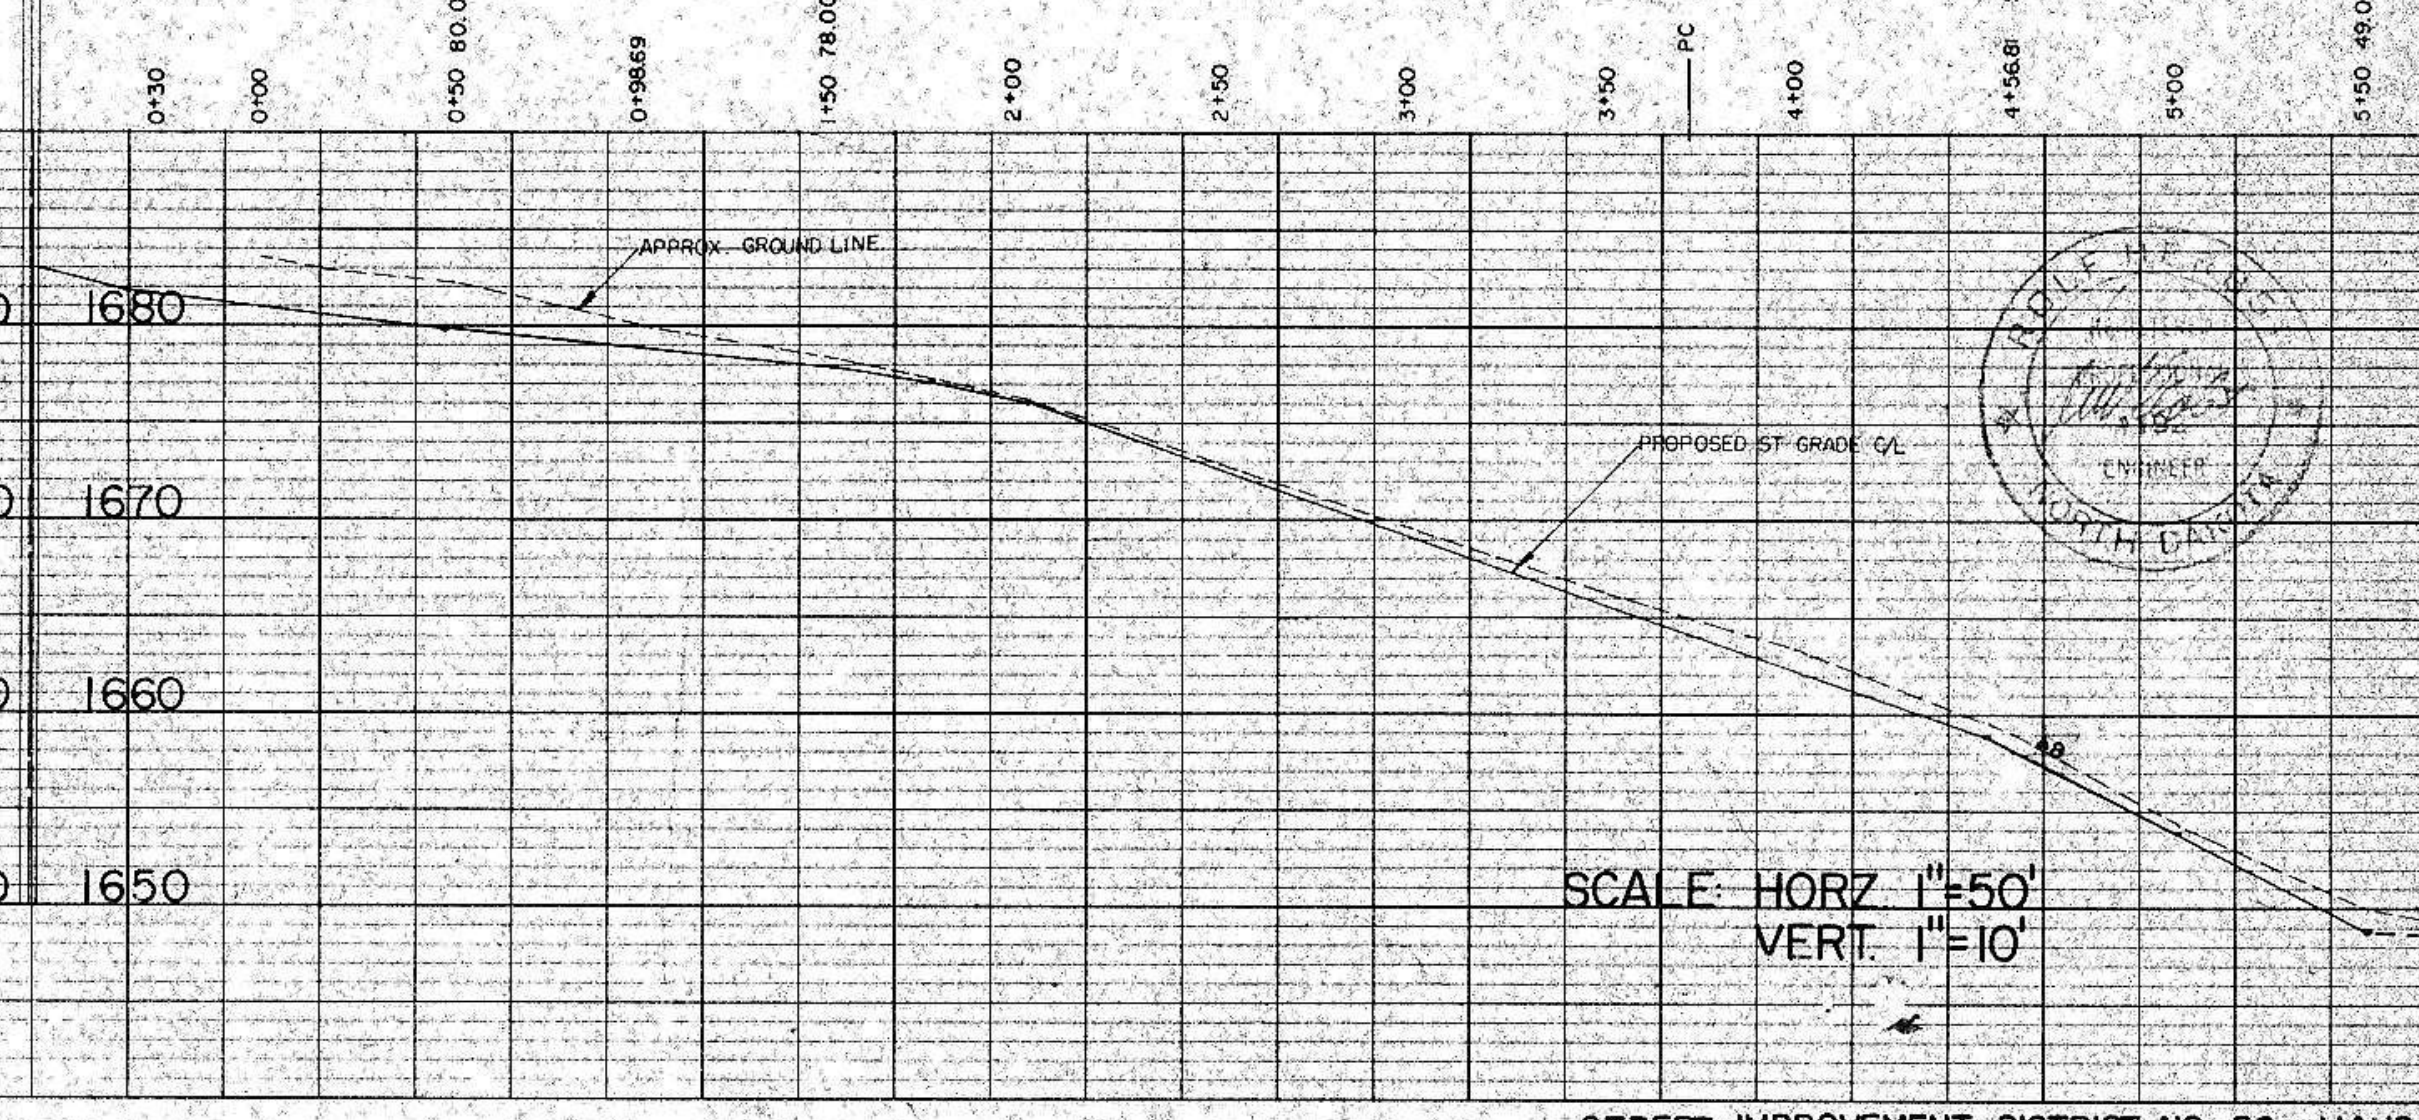 0+30
0+00
0+50 80.0
0+98.69
1+50 78.00
2+00
2+50
3+00
3+50
PC
4+00
4+56.81
5+00
5+50 49.0
APPROX. GROUND LINE
1680
PROPOSED ST GRADE C/L
1670
1660
1650
ENGINEER
NORTH DAKOTA
SCALE: HORZ. 1"=50'
VERT. 1"=10'
STREET IMPROVEMENT DISTRICT NO.